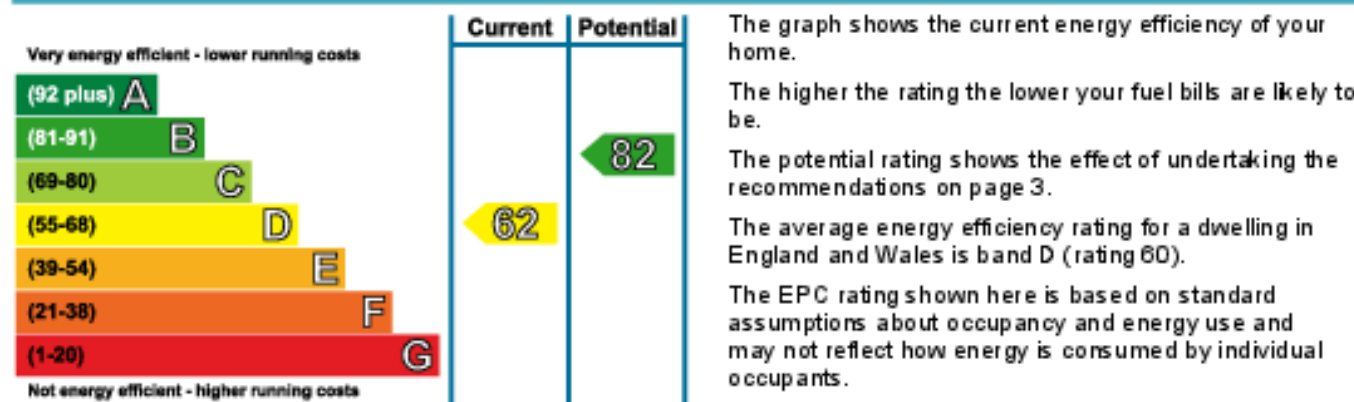 Current Potential
Very energy efficient - lower running costs
(92 plus) A
(81-91) B
82
(69-80) C
(55-68) D
62
(39-54) E
(21-38) F
(1-20) G
Not energy efficient - higher running costs
The graph shows the current energy efficiency of your
home.
The higher the rating the lower your fuel bills are likely to
be.
The potential rating shows the effect of undertaking the
recommendations on page 3.
The average energy efficiency rating for a dwelling in
England and Wales is band D (rating 60).
The EPC rating shown here is based on standard
assumptions about occupancy and energy use and
may not reflect how energy is consumed by individual
occupants.